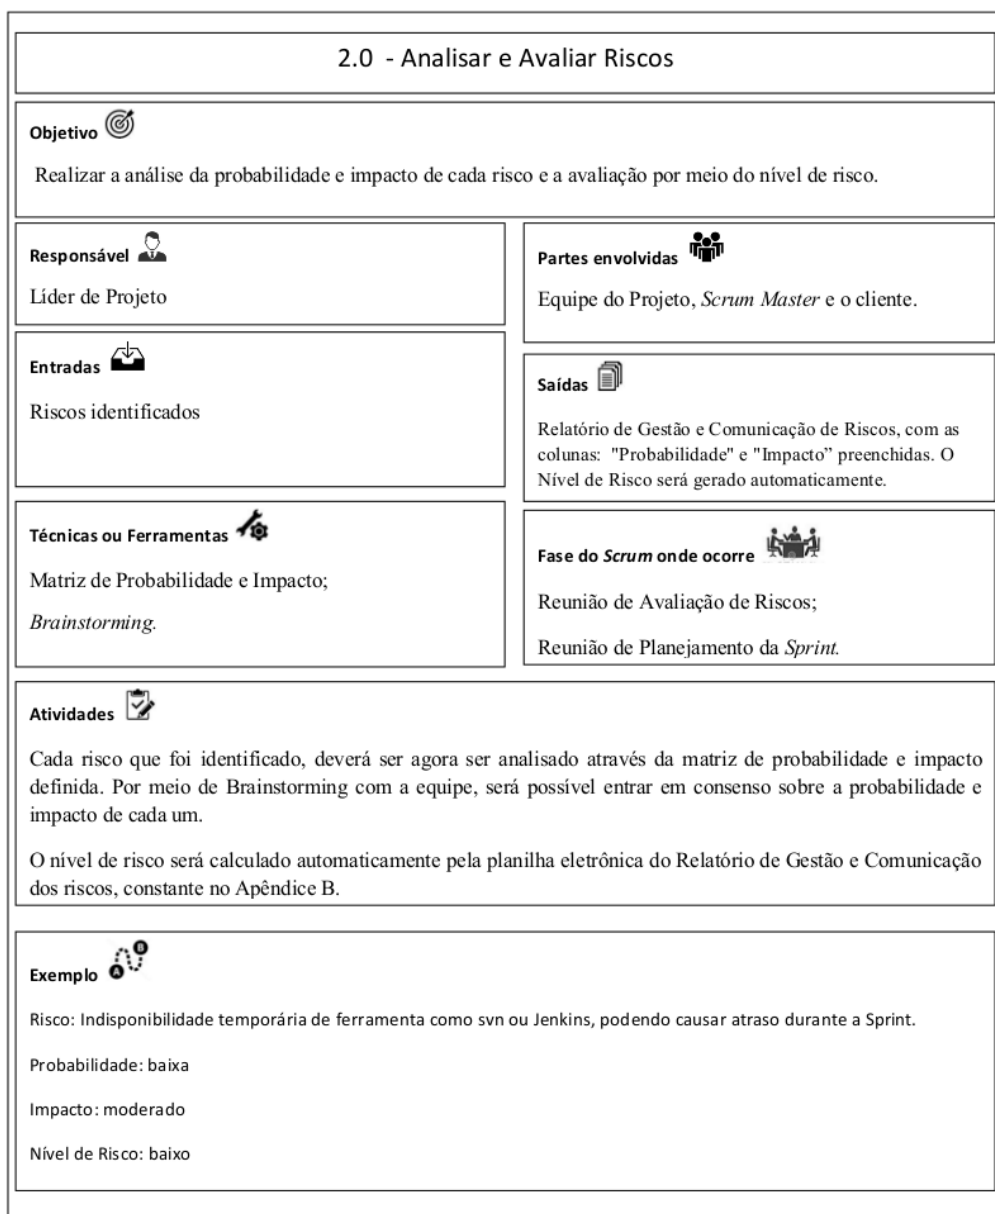 2.0 - Analisar e Avaliar Riscos
Objetivo
Realizar a análise da probabilidade e impacto de cada risco e a avaliação por meio do nível de risco.
Responsável
Líder de Projeto
Partes envolvidas
Equipe do Projeto, Scrum Master e o cliente.
Entradas
Riscos identificados
Saídas
Relatório de Gestão e Comunicação de Riscos, com as
colunas: "Probabilidade" e "Impacto” preenchidas. O
Nível de Risco será gerado automaticamente.
Técnicas ou Ferramentas
Matriz de Probabilidade e Impacto;
Brainstorming.
Fase do Scrum onde ocorre
Reunião de Avaliação de Riscos;
Reunião de Planejamento da Sprint.
Atividades
Cada risco que foi identificado, deverá ser agora ser analisado através da matriz de probabilidade e impacto
definida. Por meio de Brainstorming com a equipe, será possível entrar em consenso sobre a probabilidade e
impacto de cada um.
O nível de risco será calculado automaticamente pela planilha eletrônica do Relatório de Gestão e Comunicação
dos riscos, constante no Apêndice B.
Exemplo
A
B
Risco: Indisponibilidade temporária de ferramenta como svn ou Jenkins, podendo causar atraso durante a Sprint.
Probabilidade: baixa
Impacto: moderado
Nível de Risco: baixo